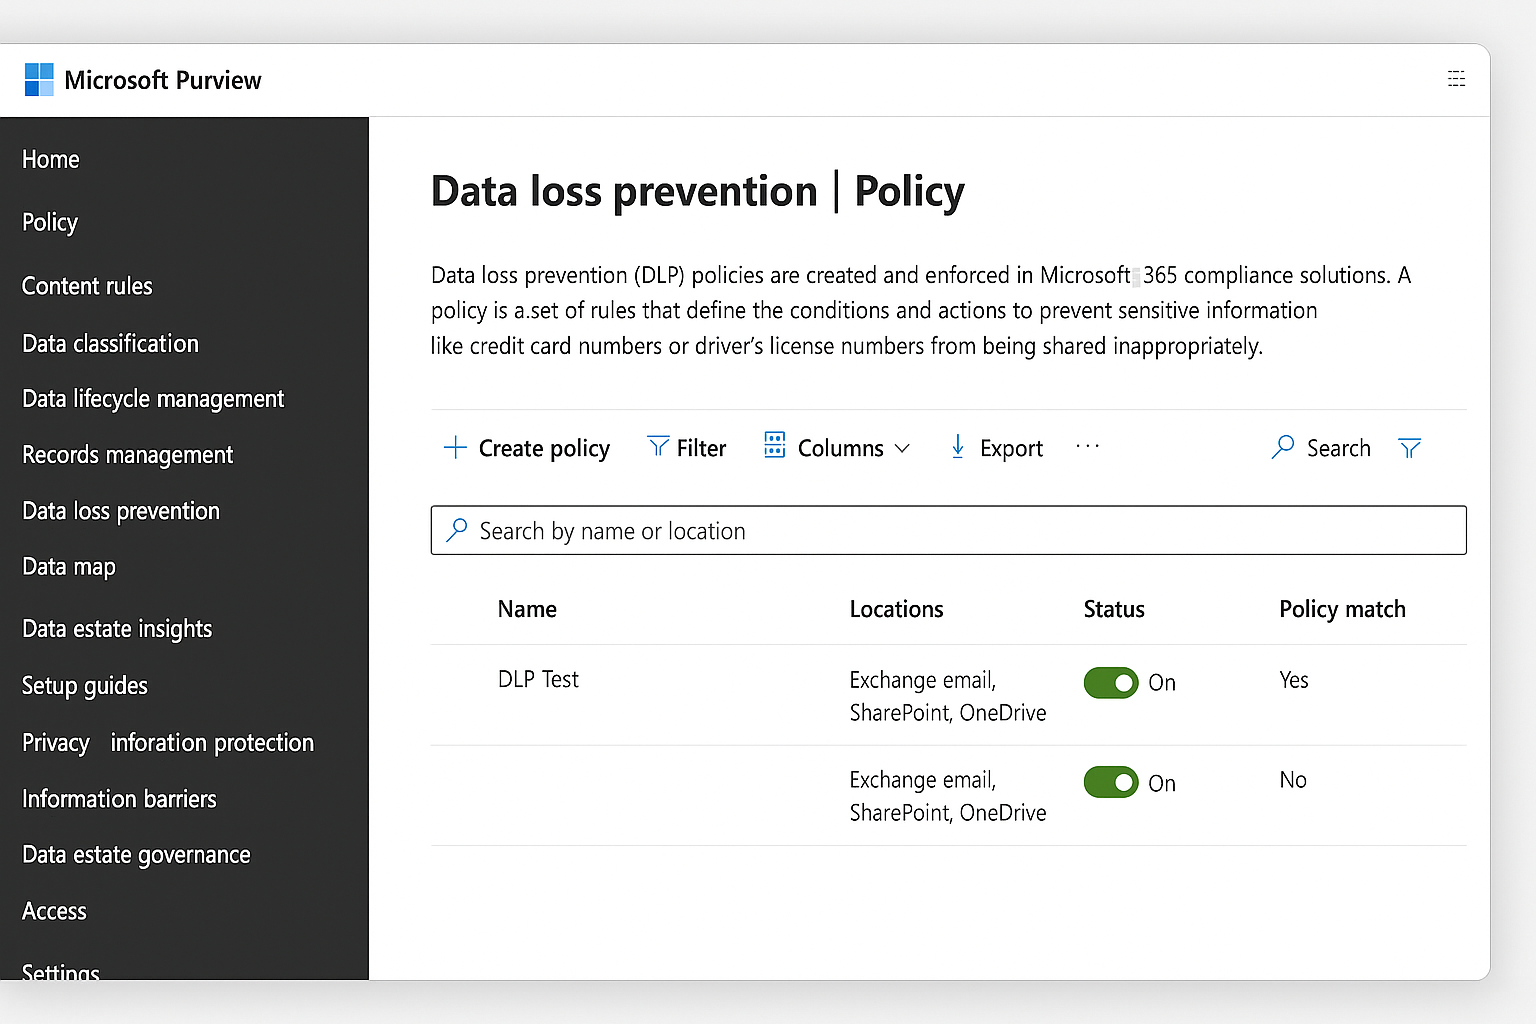 Microsoft Purview
Home
Policy
Content rules
Data classification
Data lifecycle management
Records management
Data loss prevention
Data map
Data estate insights
Setup guides
Privacy inforation protection
Information barriers
Data estate governance
Access
Settings
Data loss prevention | Policy
Data loss prevention (DLP) policies are created and enforced in Microsoft 365 compliance solutions. A
policy is a.set of rules that define the conditions and actions to prevent sensitive information
like credit card numbers or driver’s license numbers from being shared inappropriately.
Create policy Filter Columns Export ··· Search
Search by name or location
Name Locations Status Policy match
DLP Test Exchange email, On Yes
SharePoint, OneDrive
Exchange email, On No
SharePoint, OneDrive